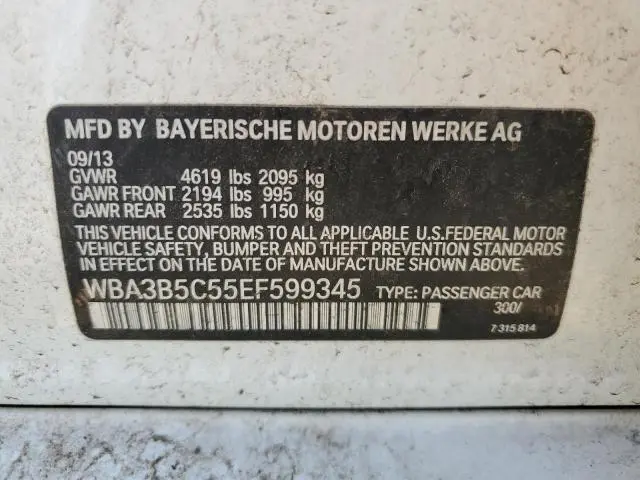 MFD BY BAYERISCHE MOTOREN WERKE AG
09/13
GVWR 4619 lbs 2095 kg
GAWR FRONT 2194 lbs 995 kg
GAWR REAR 2535 lbs 1150 kg
THIS VEHICLE CONFORMS TO ALL APPLICABLE U.S.FEDERAL MOTOR
VEHICLE SAFETY, BUMPER AND THEFT PREVENTION STANDARDS
IN EFFECT ON THE DATE OF MANUFACTURE SHOWN ABOVE.
WBA3B5C55EF599345 TYPE: PASSENGER CAR
300/
7 315 814